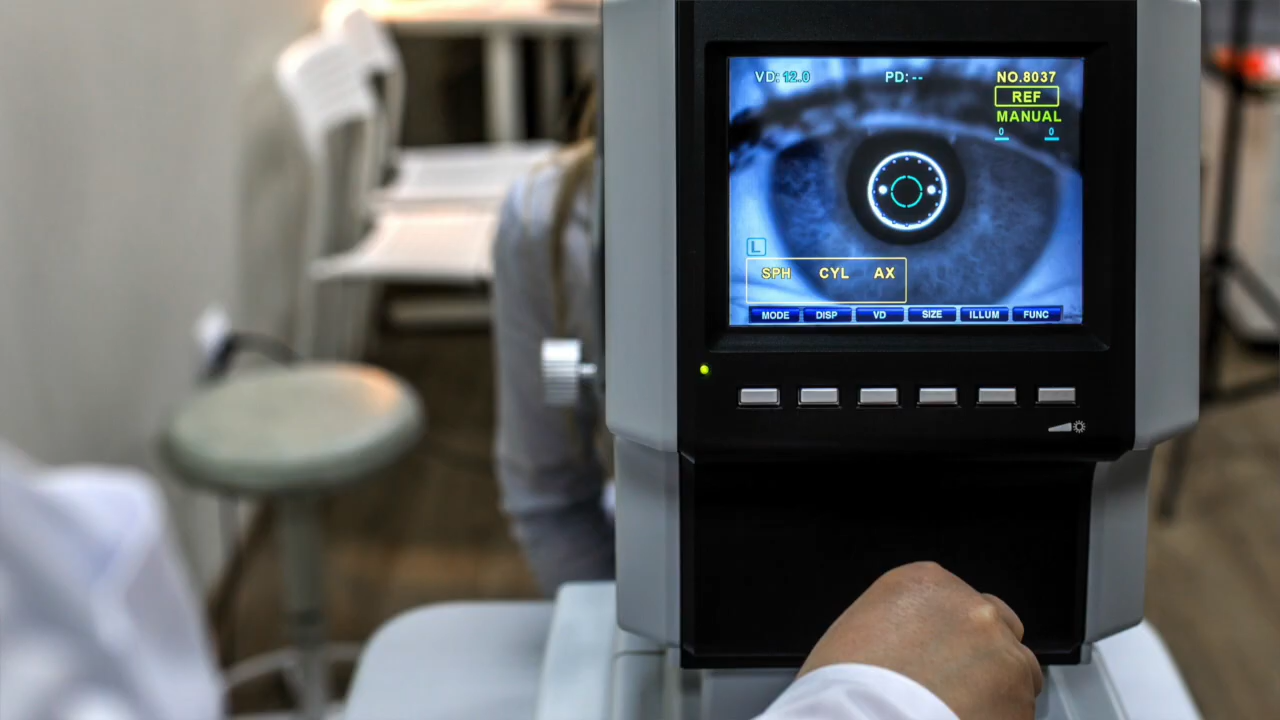 VD: 12.0 PD: -- NO.8037
REF
MANUAL
0 0
L
SPH CYL AX
MODE DISP VD SIZE ILLUM FUNC